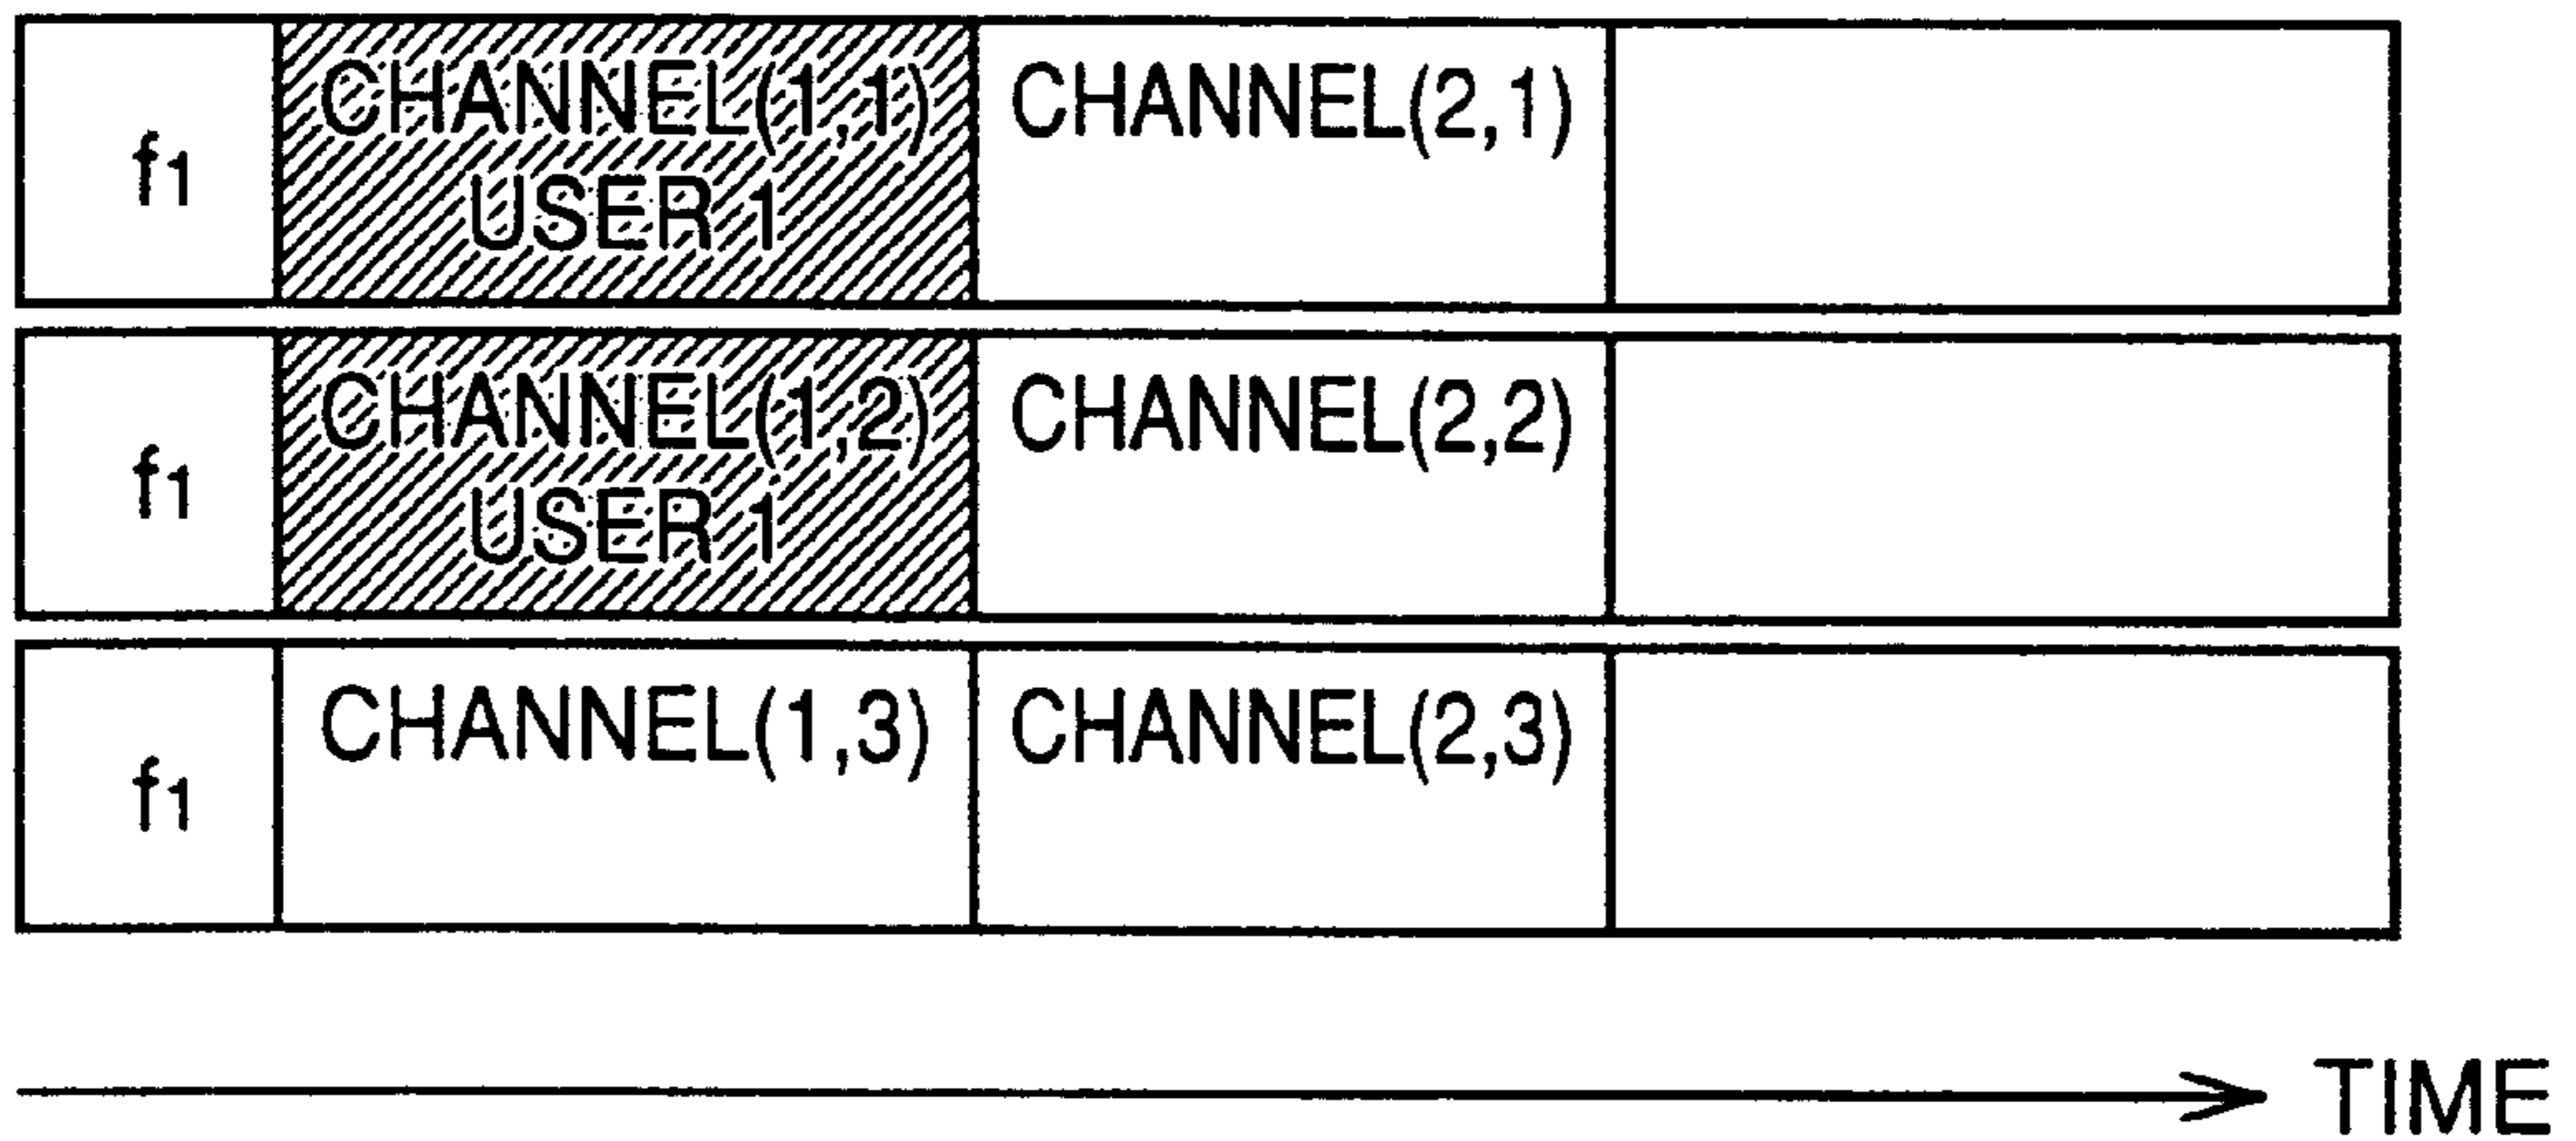 f1
CHANNEL(1,1)
USER 1
CHANNEL(2,1)
f1
CHANNEL(1,2)
USER 1
CHANNEL(2,2)
f1
CHANNEL(1,3)
CHANNEL(2,3)
TIME